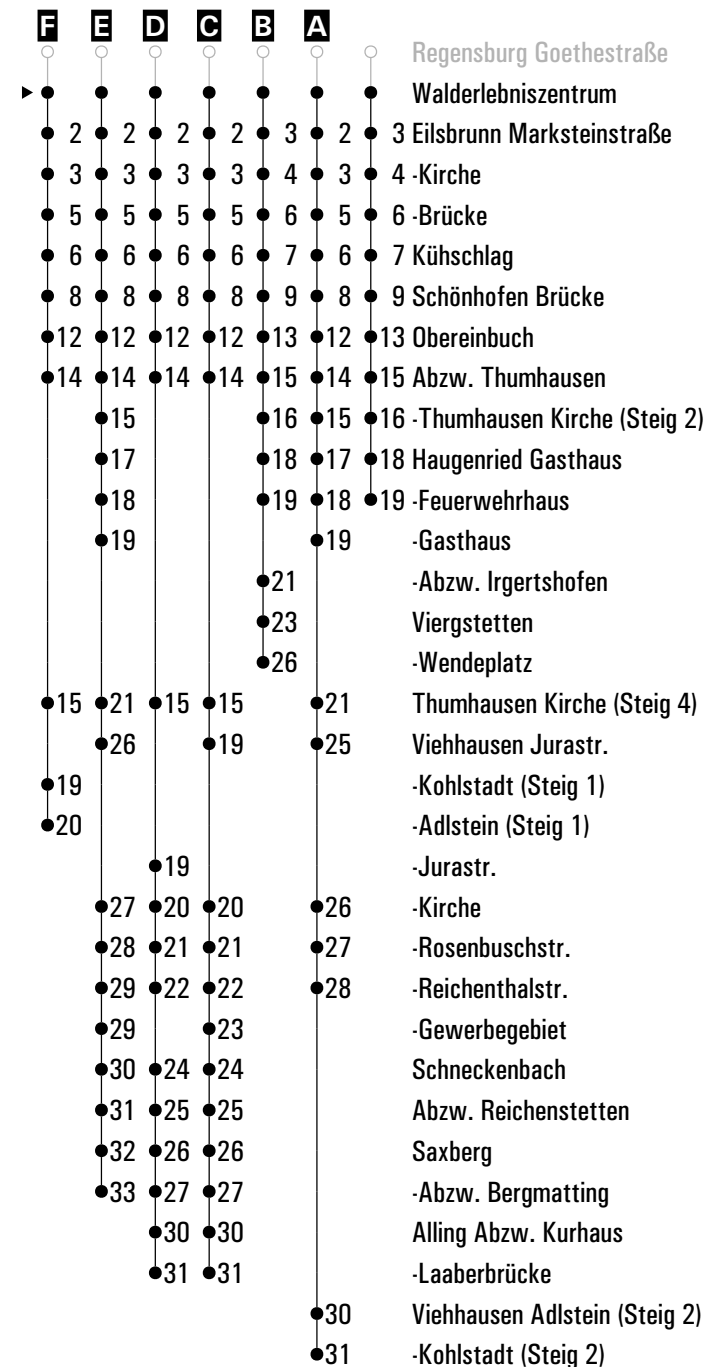 F E D C B A
Regensburg Goethestraße
Walderlebniszentrum
2 2 2 2 3 2 3 Eilsbrunn Marksteinstraße
3 3 3 3 4 3 4 -Kirche
5 5 5 5 6 5 6 -Brücke
6 6 6 6 7 6 7 Kühschlag
8 8 8 8 9 8 9 Schönhofen Brücke
12 12 12 12 13 12 13 Obereinbuch
14 14 14 14 15 14 15 Abzw. Thumhausen
15 16 15 16 -Thumhausen Kirche (Steig 2)
17 18 17 18 Haugenried Gasthaus
18 19 18 19 -Feuerwehrhaus
19 19 -Gasthaus
21 -Abzw. Irgertshofen
23 Viergstetten
26 -Wendeplatz
15 21 15 15 21 Thumhausen Kirche (Steig 4)
26 19 25 Viehhausen Jurastr.
19 -Kohlstadt (Steig 1)
20 -Adlstein (Steig 1)
19 -Jurastr.
27 20 20 26 -Kirche
28 21 21 27 -Rosenbuschstr.
29 22 22 28 -Reichenthalstr.
29 23 -Gewerbegebiet
30 24 24 Schneckenbach
31 25 25 Abzw. Reichenstetten
32 26 26 Saxberg
33 27 27 -Abzw. Bergmatting
30 30 Alling Abzw. Kurhaus
31 31 -Laaberbrücke
30 Viehhausen Adlstein (Steig 2)
31 -Kohlstadt (Steig 2)